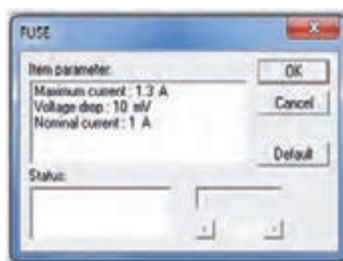 FUSE
Item parameter:
Maximum current : 1.3 A
Voltage drop : 10 mV
Nominal current : 1 A
OK
Cancel
Default
Status: